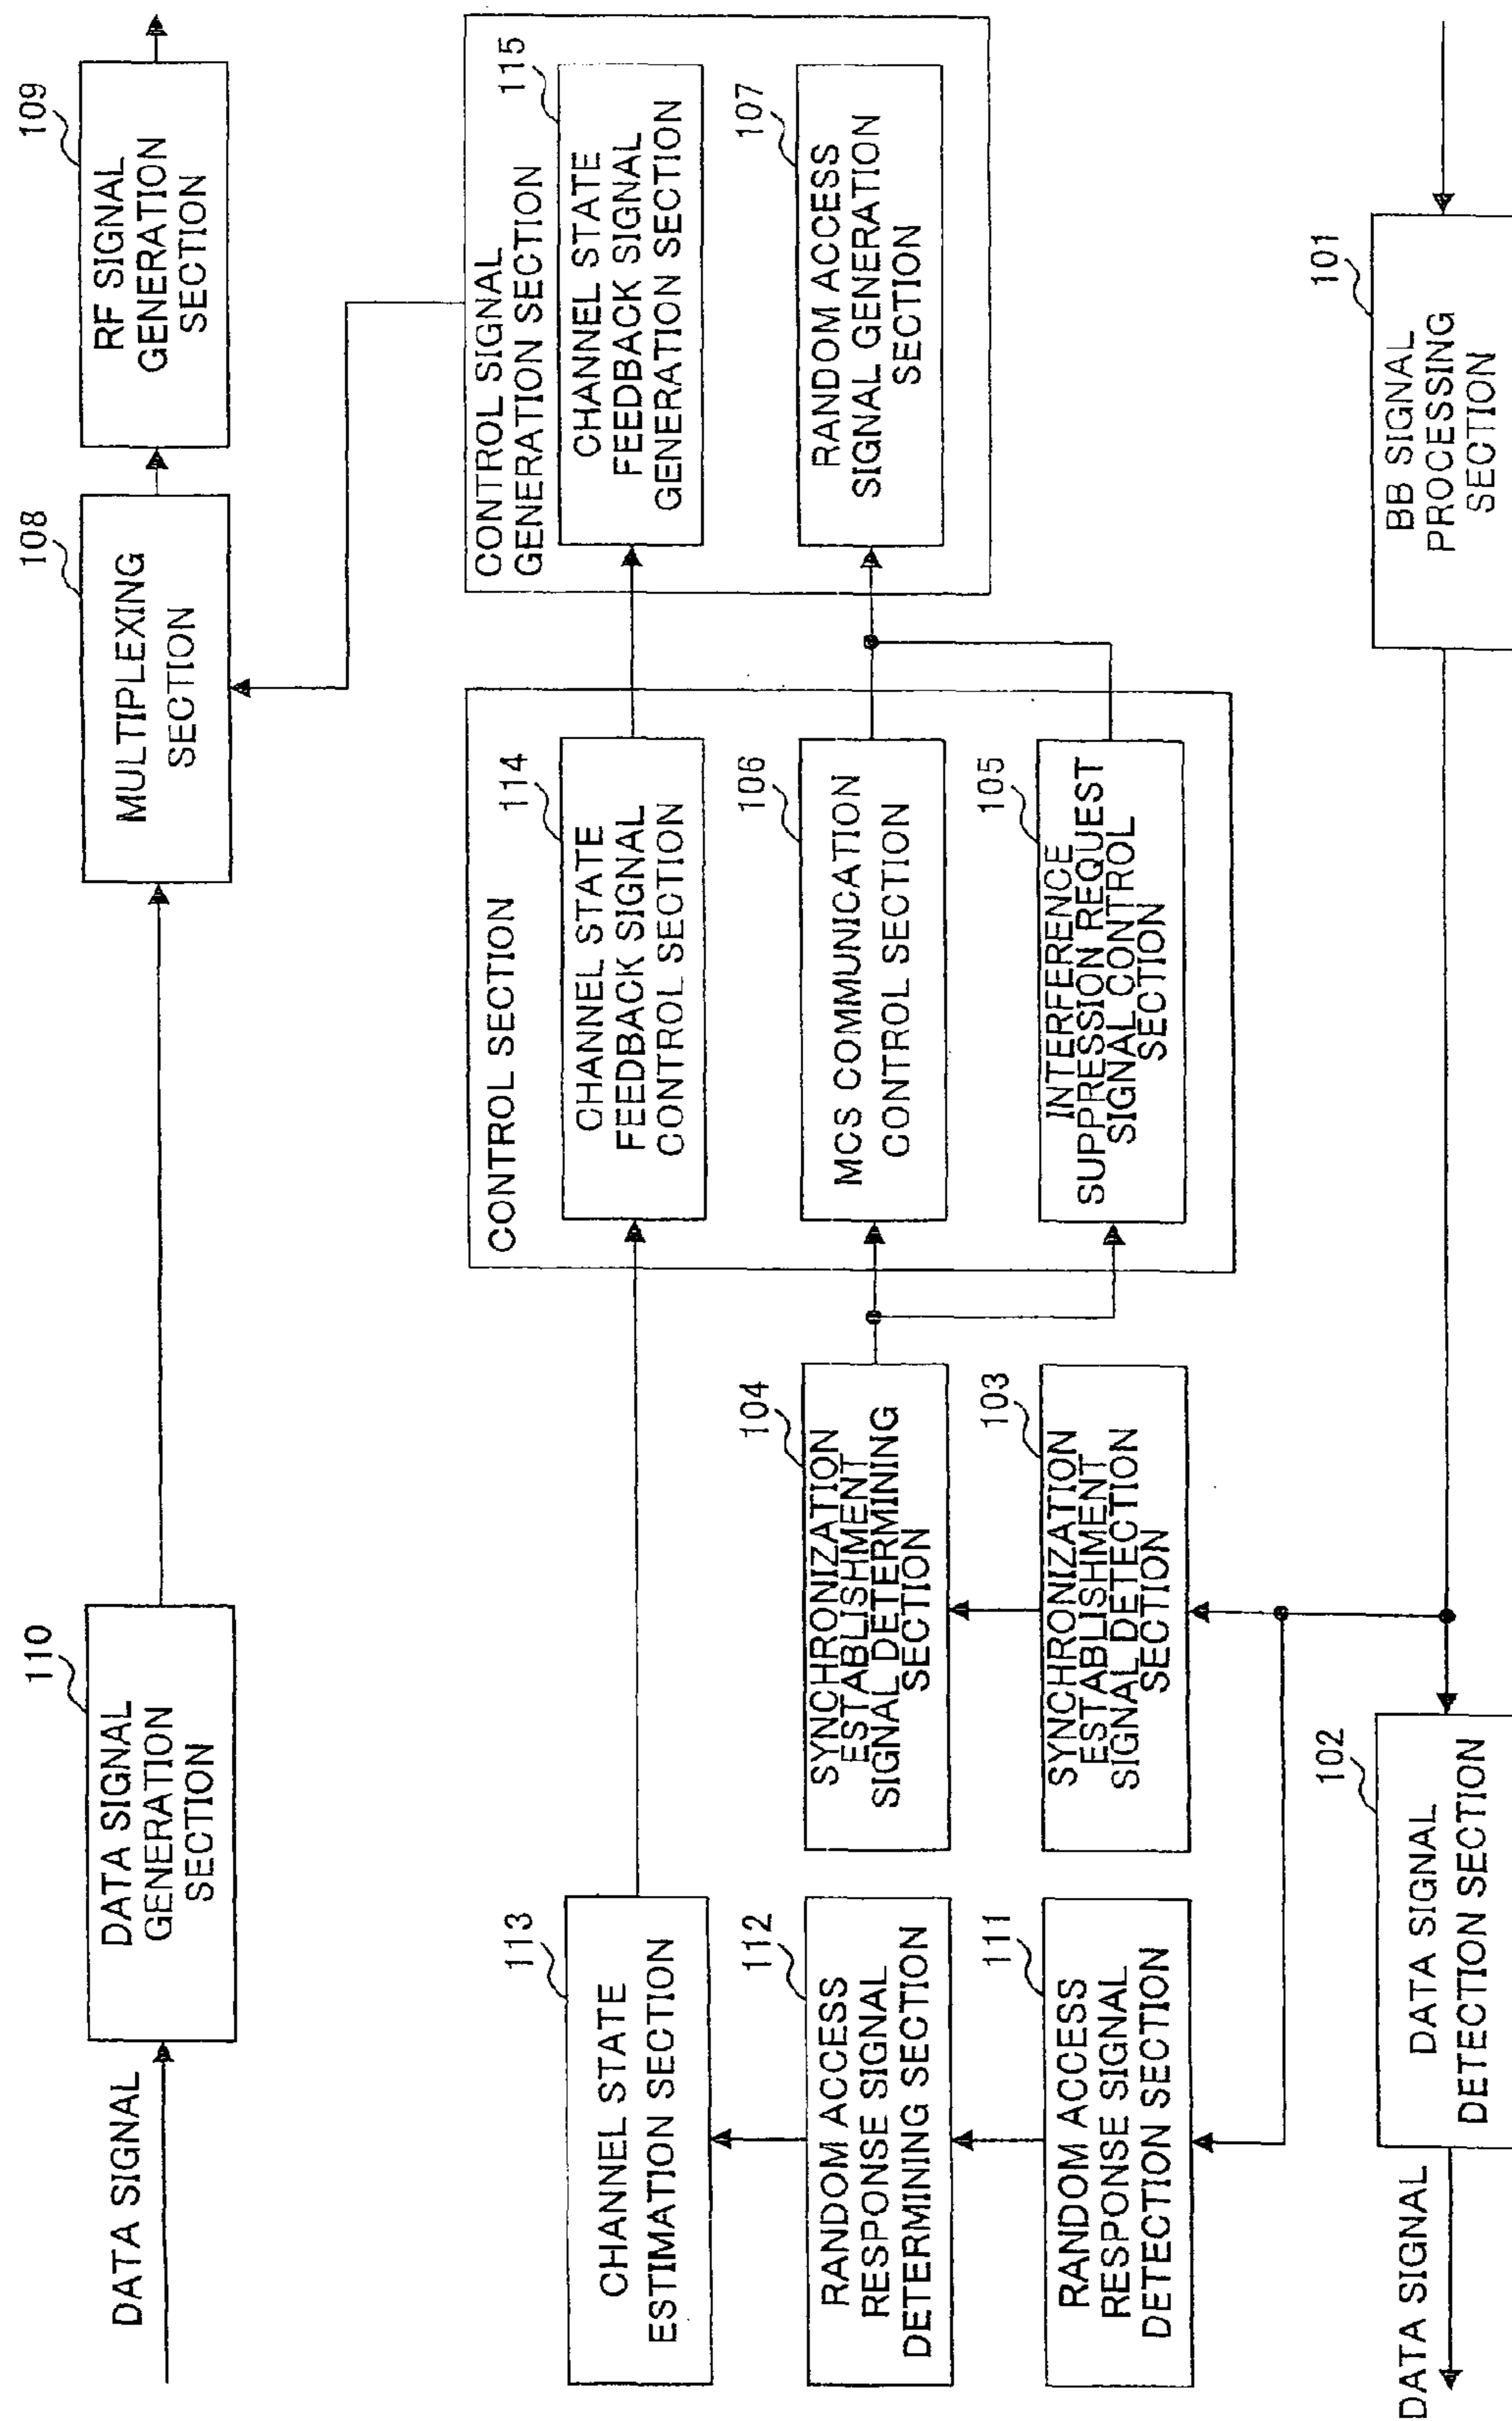 DATA SIGNAL
110
DATA SIGNAL
GENERATION
SECTION
108
MULTIPLEXING
SECTION
109
RF SIGNAL
GENERATION
SECTION
113
CHANNEL STATE
ESTIMATION SECTION
CONTROL SECTION
114
CHANNEL STATE
FEEDBACK SIGNAL
CONTROL SECTION
CONTROL SIGNAL
GENERATION SECTION
115
CHANNEL STATE
FEEDBACK SIGNAL
GENERATION SECTION
112
RANDOM ACCESS
RESPONSE SIGNAL
DETERMINING SECTION
104
SYNCHRONIZATION
ESTABLISHMENT
SIGNAL DETERMINING
SECTION
106
MCS COMMUNICATION
CONTROL SECTION
107
RANDOM ACCESS
SIGNAL GENERATION
SECTION
111
RANDOM ACCESS
RESPONSE SIGNAL
DETECTION SECTION
103
SYNCHRONIZATION
ESTABLISHMENT
SIGNAL DETECTION
SECTION
105
INTERFERENCE
SUPPRESSION REQUEST
SIGNAL CONTROL
SECTION
DATA SIGNAL
102
DATA SIGNAL
DETECTION SECTION
101
BB SIGNAL
PROCESSING
SECTION